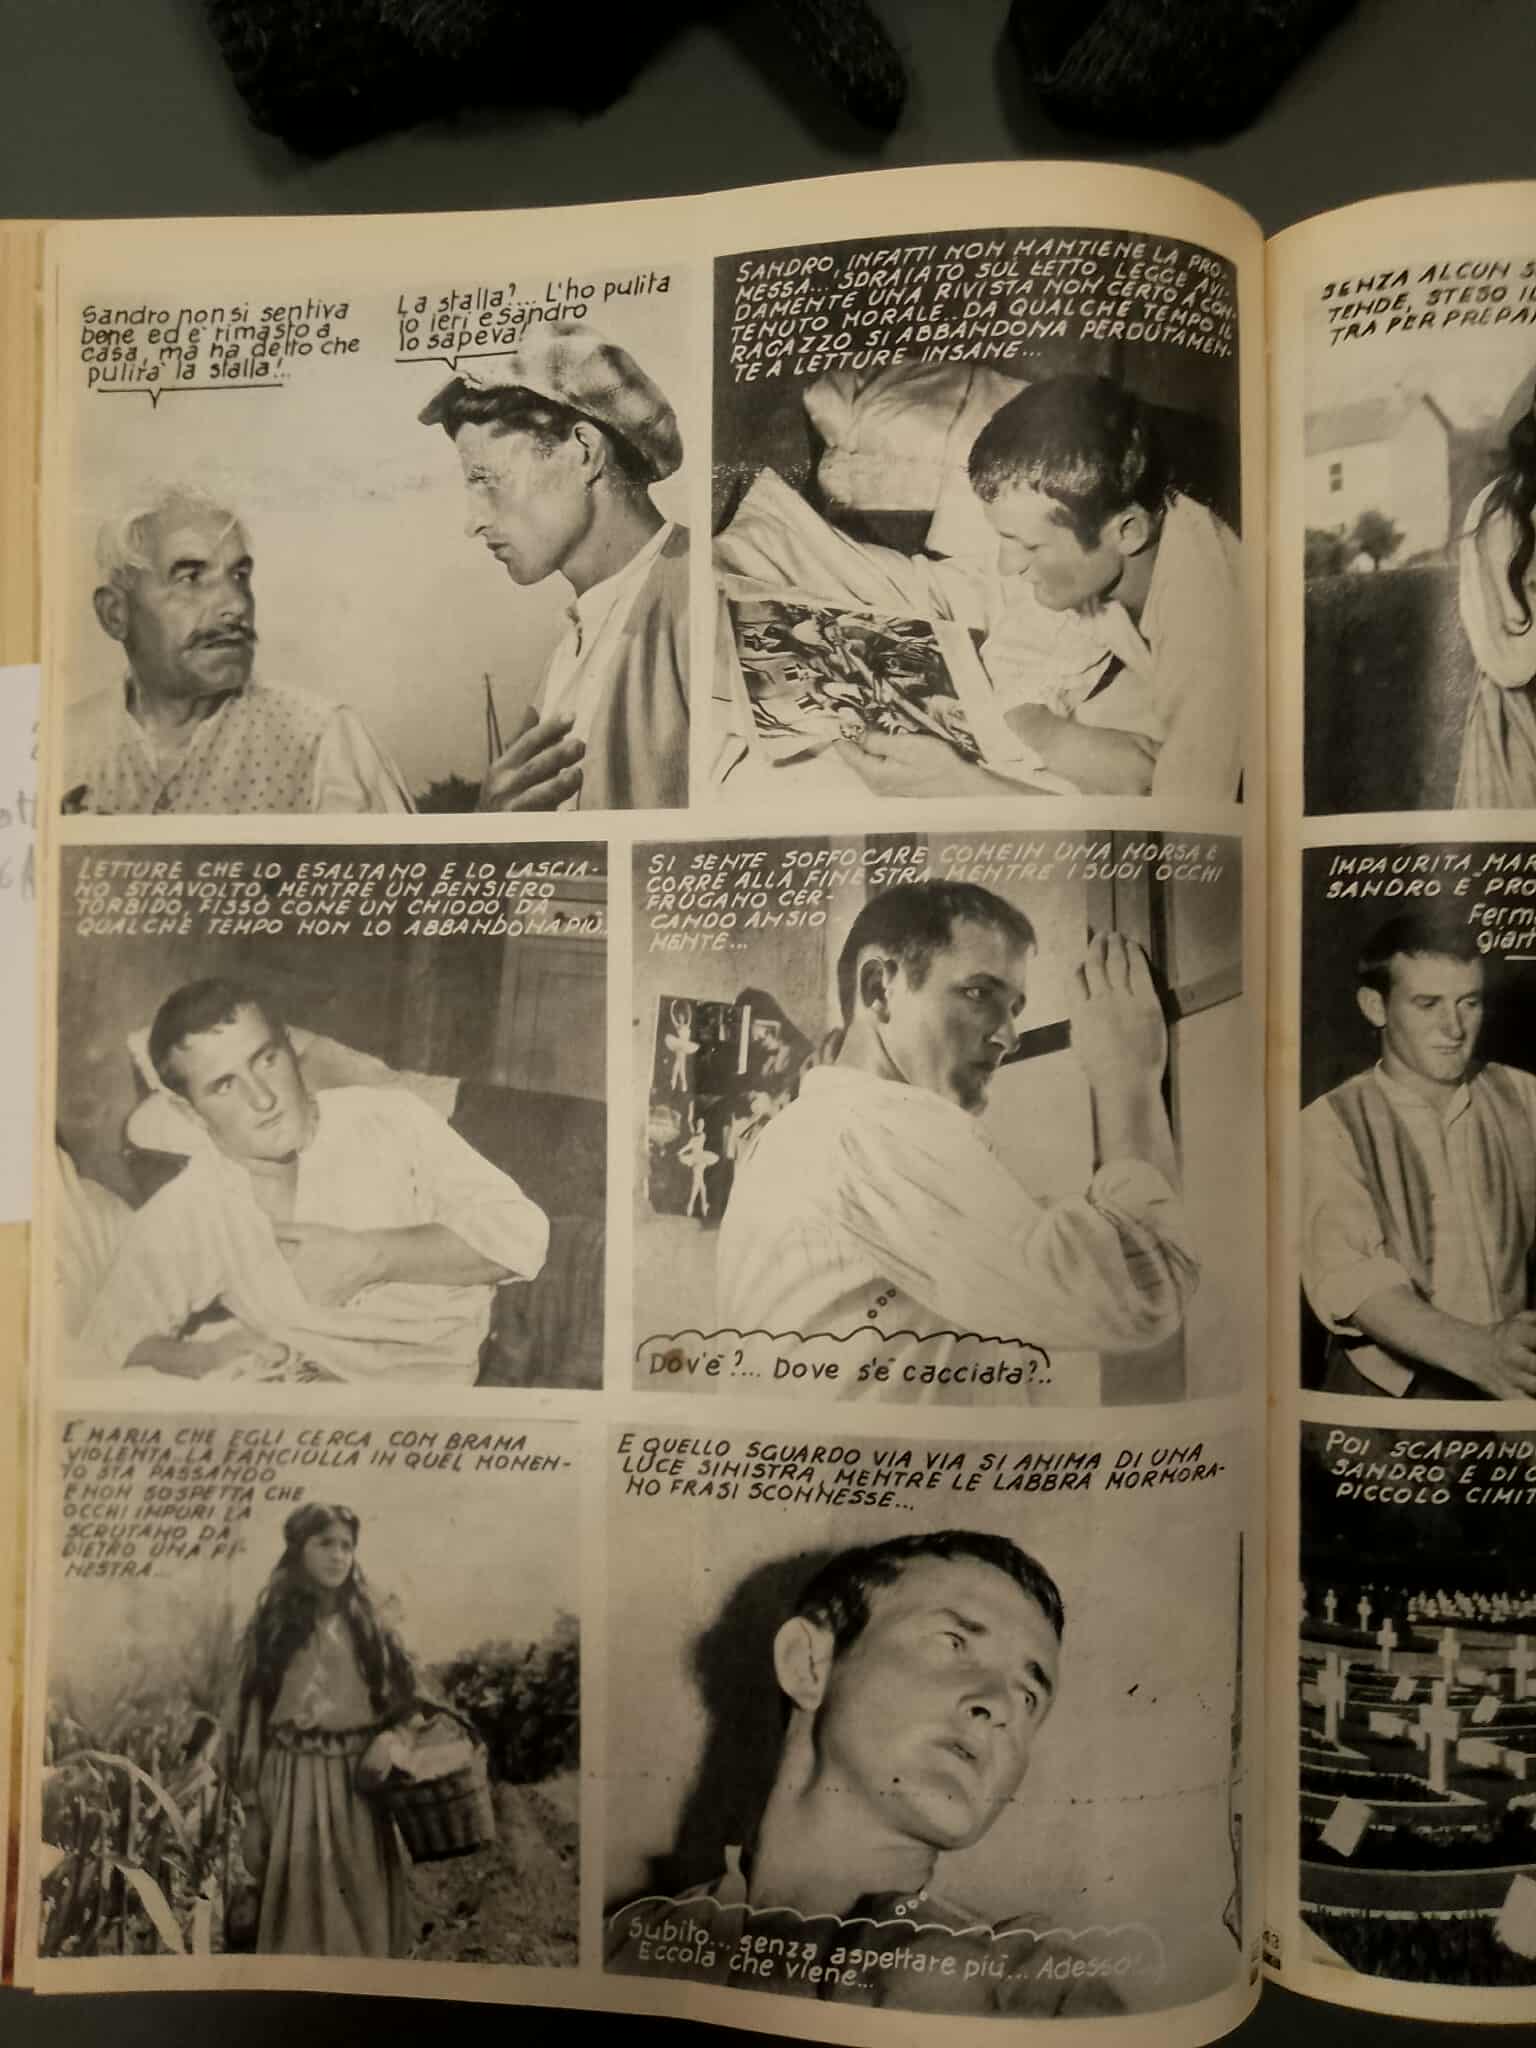 Sandro non si sentiva
bene ed è rimasto a
casa, ma ha detto che
pulirà la stalla!..
La stalla?.... L'ho pulita
io ieri e Sandro
lo sapeva!
SANDRO, INFATTI NON MANTIENE LA PRO-
MESSA... SDRAIATO SUL LETTO, LEGGE AVI-
DAMENTE UNA RIVISTA NON CERTO A CON-
TENUTO MORALE.. DA QUALCHE TEMPO IL
RAGAZZO SI ABBANDONA PERDUTAMEN-
TE A LETTURE INSANE...
LETTURE CHE LO ESALTANO E LO LASCIA-
NO STRAVOLTO, MENTRE UN PENSIERO
TORBIDO, FISSO COME UN CHIODO DA
QUALCHE TEMPO NON LO ABBANDONA PIÙ.
SI SENTE SOFFOCARE COME IN UNA MORSA E
CORRE ALLA FINESTRA MENTRE I SUOI OCCHI
FRUGANO CER-
CANDO ANSIO-
MENTE...
Dov'è?... Dove s'è cacciata?..
È MARIA CHE EGLI CERCA CON BRAMA
VIOLENTA. LA FANCIULLA IN QUEL MOMEN-
TO STA PASSANDO
E NON SOSPETTA CHE
OCCHI IMPURI LA
SCRUTANO DA
DIETRO UNA FI-
NESTRA...
E QUELLO SGUARDO VIA VIA SI ANIMA DI UNA
LUCE SINISTRA, MENTRE LE LABBRA MORMORA-
NO FRASI SCONNESSE...
Subito... senza aspettare più... Adesso!
Eccola che viene...
43
SENZA ALCUN
TENDE, STESO
TRA PER PREPA
IMPAURITA, MAR
SANDRO È PRO
Ferm
giar
POI SCAPPAND
SANDRO E DI
PICCOLO CIMIT